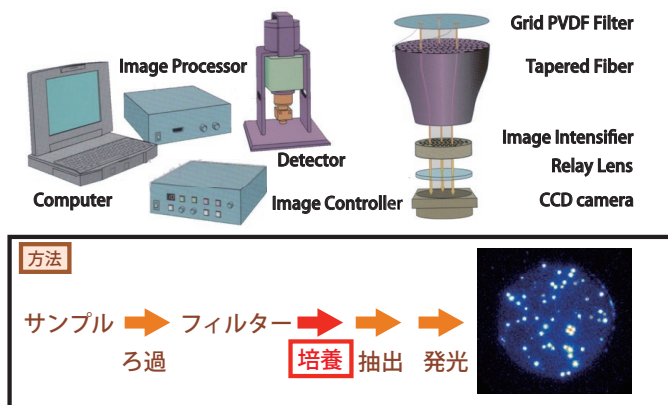 Grid PVDF Filter
Image Processor
Tapered Fiber
Image Intensifier
Detector
Relay Lens
Computer
Image Controller
CCD camera
方法
サンプル
フィルター
ろ過
培養
抽出
発光